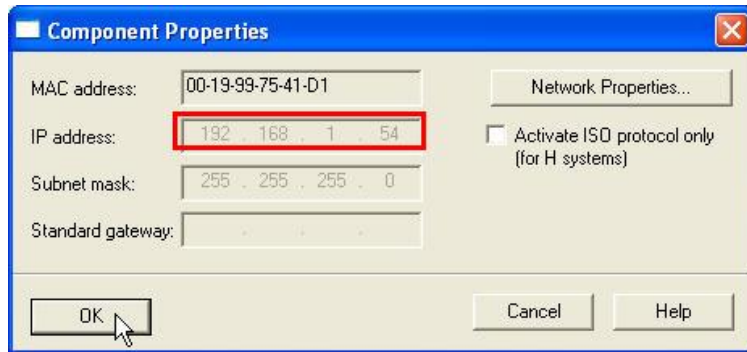 Component Properties
MAC address: 00-19-99-75-41-D1
Network Properties...
IP address: 192 . 168 . 1 . 54
Activate ISO protocol only
(for H systems)
Subnet mask: 255 . 255 . 255 . 0
Standard gateway: . . .
OK
Cancel
Help